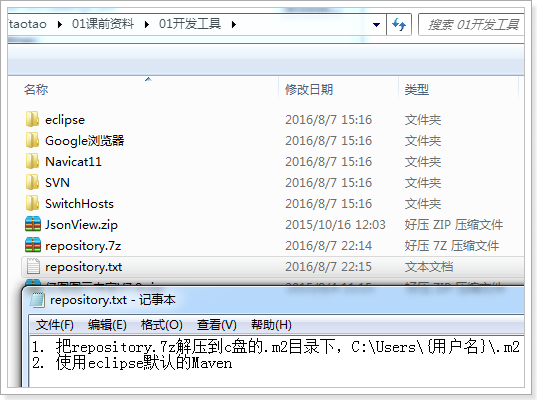 taotao ▸ 01课前资料 ▸ 01开发工具 ▸ 搜索 01开发工具
名称 修改日期 类型
eclipse 2016/8/7 15:16 文件夹
Google浏览器 2016/8/7 15:16 文件夹
Navicat11 2016/8/7 15:16 文件夹
SVN 2016/8/7 15:16 文件夹
SwitchHosts 2016/8/7 15:16 文件夹
JsonView.zip 2015/10/16 12:03 好压 ZIP 压缩文件
repository.7z 2016/8/7 22:14 好压 7Z 压缩文件
repository.txt 2016/8/7 22:15 文本文档
repository.txt - 记事本
文件(F) 编辑(E) 格式(O) 查看(V) 帮助(H)
1. 把repository.7z解压到c盘的.m2目录下，C:\Users\{用户名}\.m2
2. 使用eclipse默认的Maven